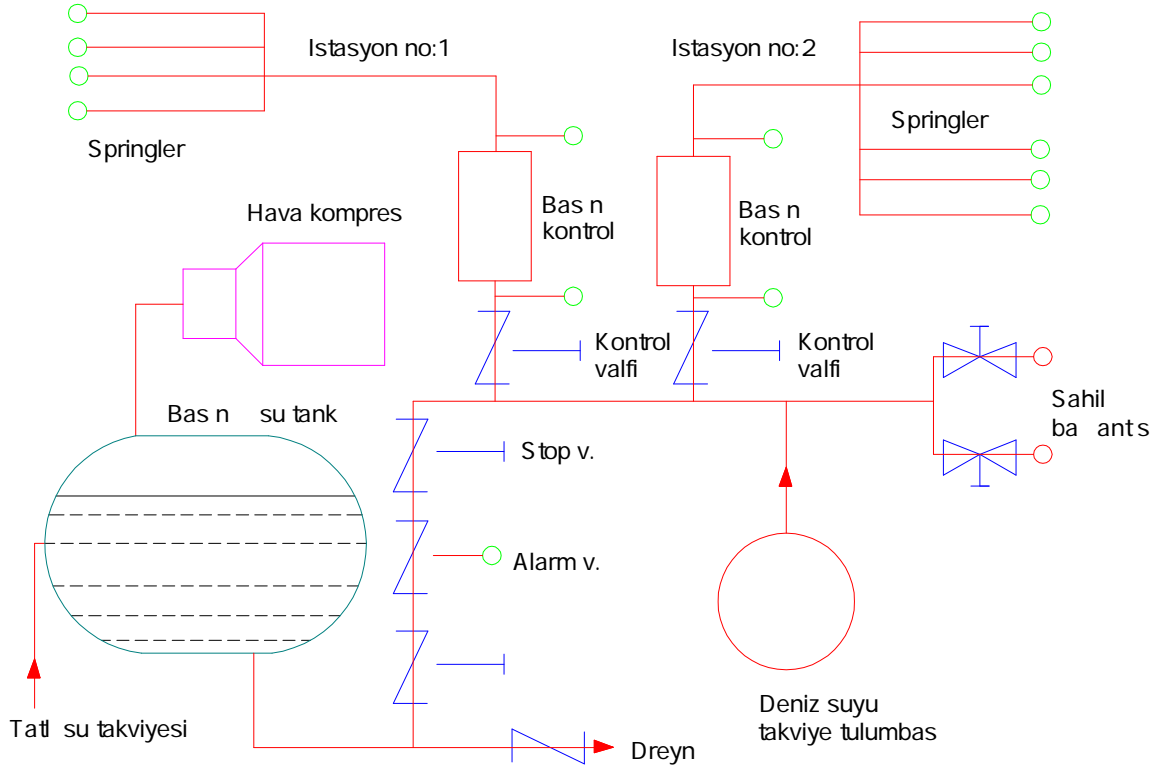 Istasyon no:1
Istasyon no:2
Springler
Springler
Hava kompres
Bas n
kontrol
Bas n
kontrol
Kontrol
valfi
Kontrol
valfi
Sahil
ba ant s
Bas n su tank
Stop v.
Alarm v.
Tatl su takviyesi
Deniz suyu
takviye tulumbas
Dreyn